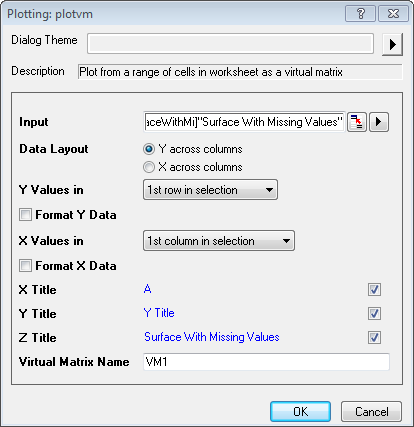 Plotting: plotvm
Dialog Theme
Description Plot from a range of cells in worksheet as a virtual matrix
Input aceWithMi]"Surface With Missing Values"
Data Layout Y across columns
X across columns
Y Values in 1st row in selection
Format Y Data
X Values in 1st column in selection
Format X Data
X Title A
Y Title Y Title
Z Title Surface With Missing Values
Virtual Matrix Name VM1
OK Cancel